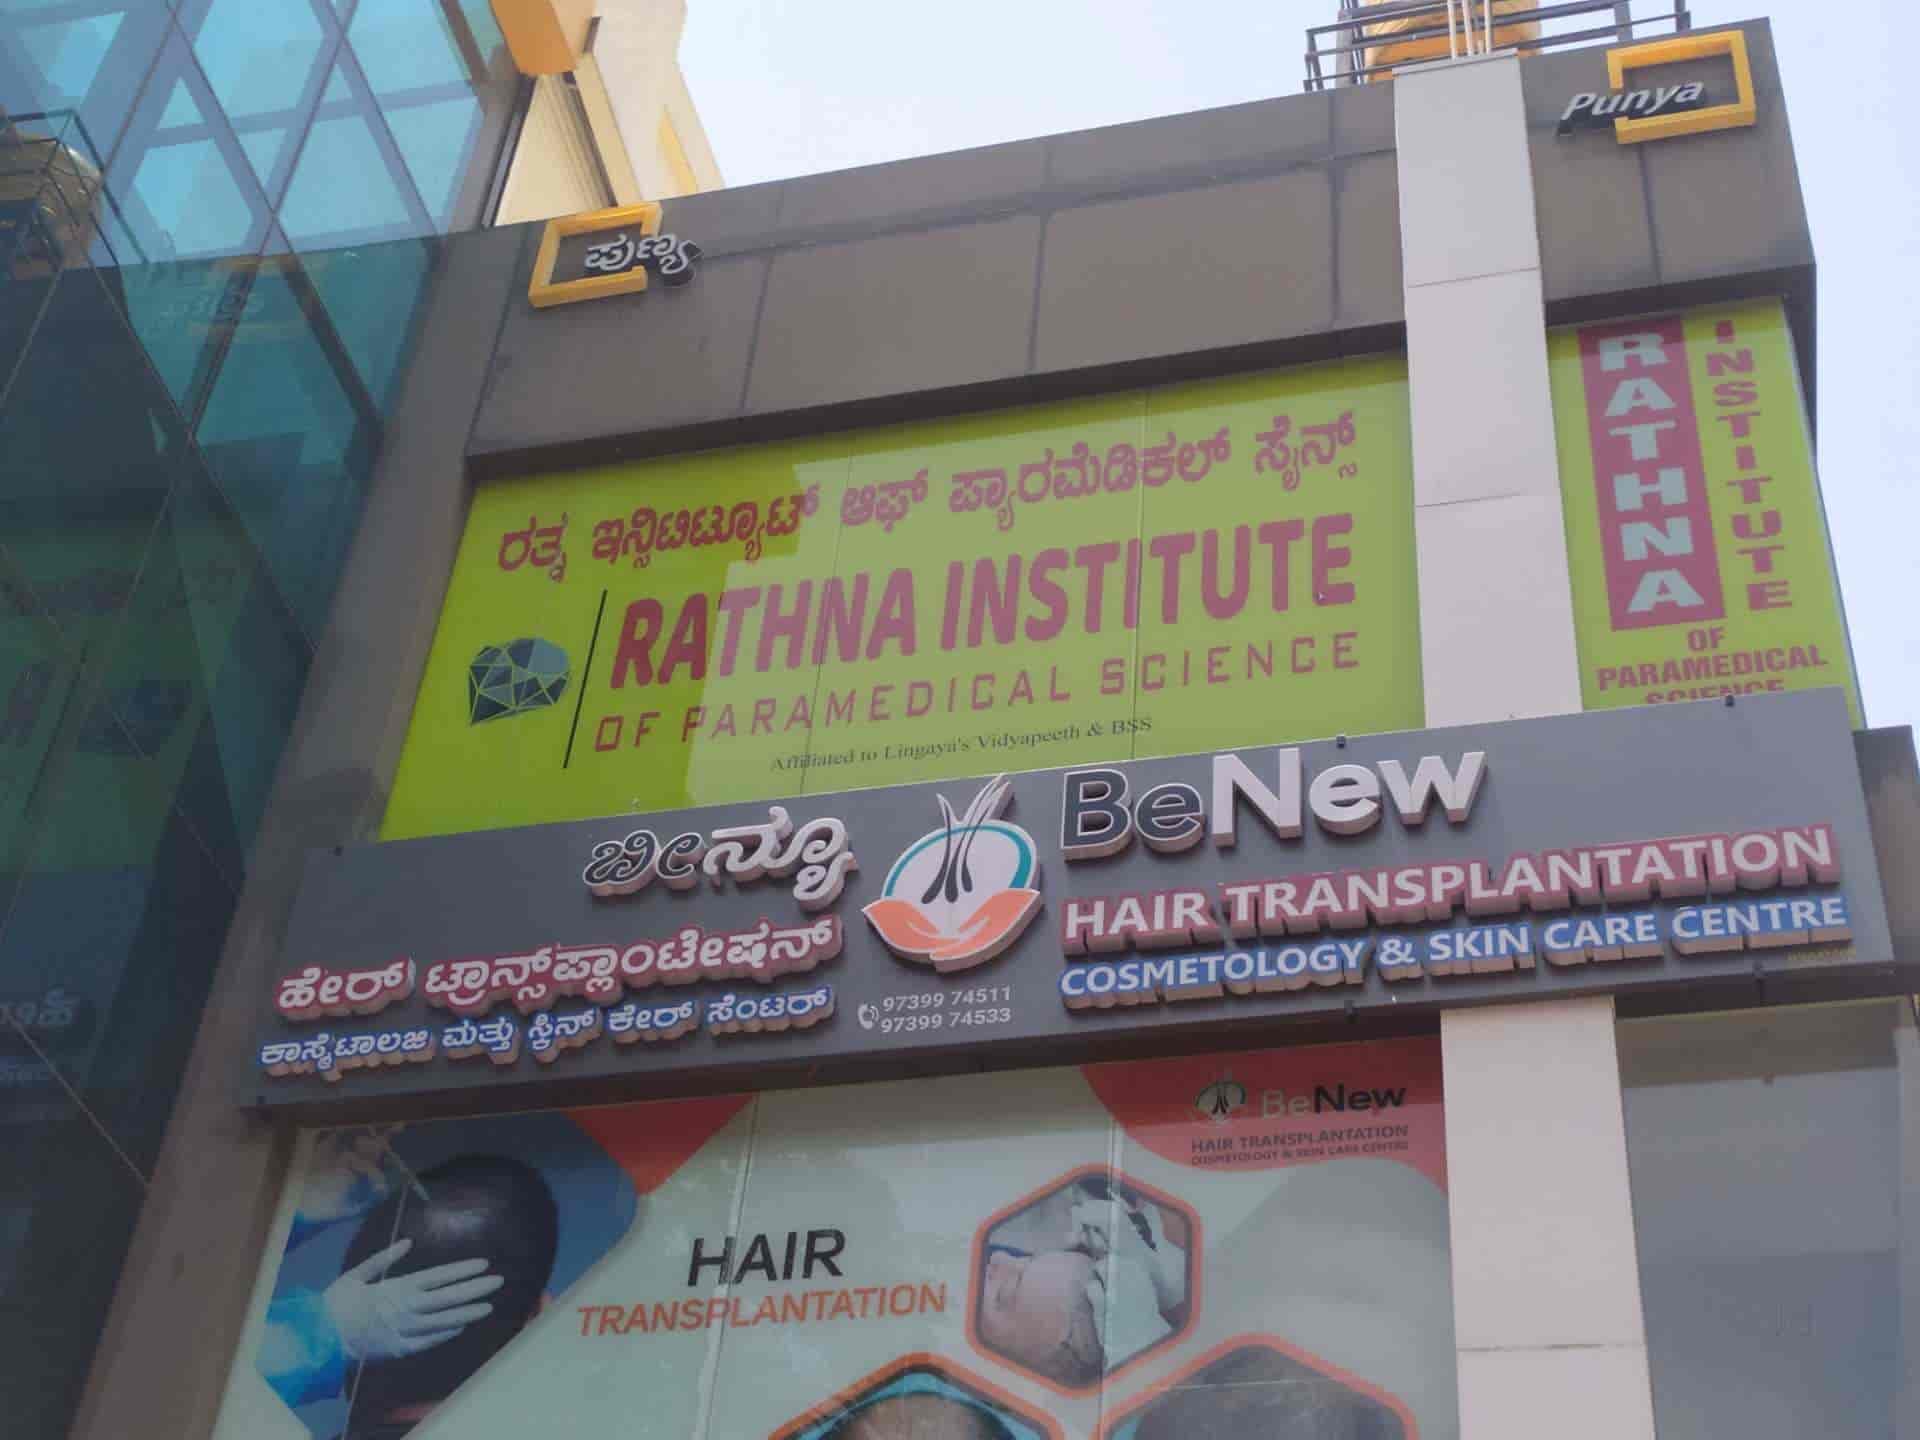 Punya
ಪುಣ್ಯ
ರತ್ನ ಇನ್ಸಿಟಿಟ್ಯೂಟ್ ಆಫ್ ಪ್ಯಾರಮೆಡಿಕಲ್ ಸೈನ್ಸ್
RATHNA INSTITUTE
OF PARAMEDICAL SCIENCE
Affiliated to Lingaya's Vidyapeeth & BSS
RATHNA
INSTITUTE
OF
PARAMEDICAL
SCIENCE
ಬೀನ್ಯೂ
ಹೇರ್ ಟ್ರಾನ್ಸ್‌ಪ್ಲಾಂಟೇಷನ್
ಕಾಸ್ಮೆಟಾಲಜಿ ಮತ್ತು ಸ್ಕಿನ್ ಕೇರ್ ಸೆಂಟರ್
97399 74511
97399 74533
BeNew
HAIR TRANSPLANTATION
COSMETOLOGY & SKIN CARE CENTRE
BeNew
HAIR TRANSPLANTATION
COSMETOLOGY & SKIN CARE CENTRE
HAIR
TRANSPLANTATION